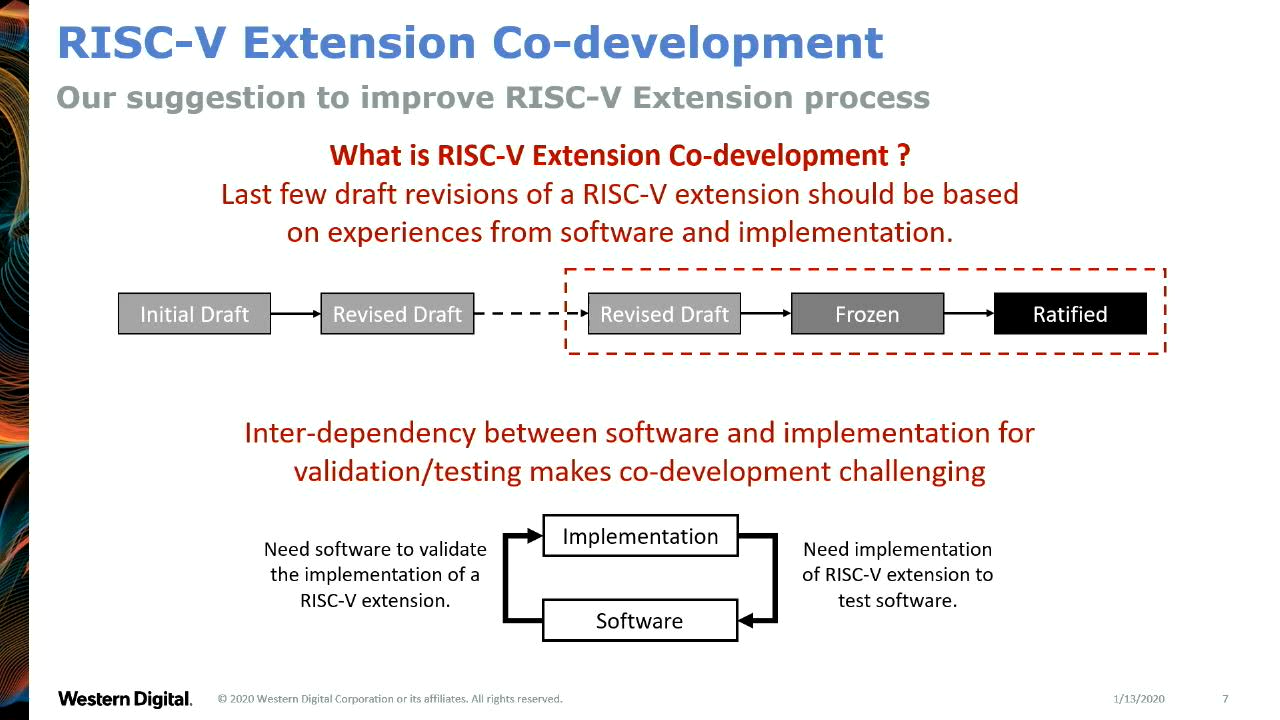 RISC-V Extension Co-development
Our suggestion to improve RISC-V Extension process
What is RISC-V Extension Co-development ?
Last few draft revisions of a RISC-V extension should be based
on experiences from software and implementation.
Initial Draft
Revised Draft
Revised Draft
Frozen
Ratified
Inter-dependency between software and implementation for
validation/testing makes co-development challenging
Need software to validate
the implementation of a
RISC-V extension.
Implementation
Software
Need implementation
of RISC-V extension to
test software.
Western Digital.
© 2020 Western Digital Corporation or its affiliates. All rights reserved.
1/13/2020
7